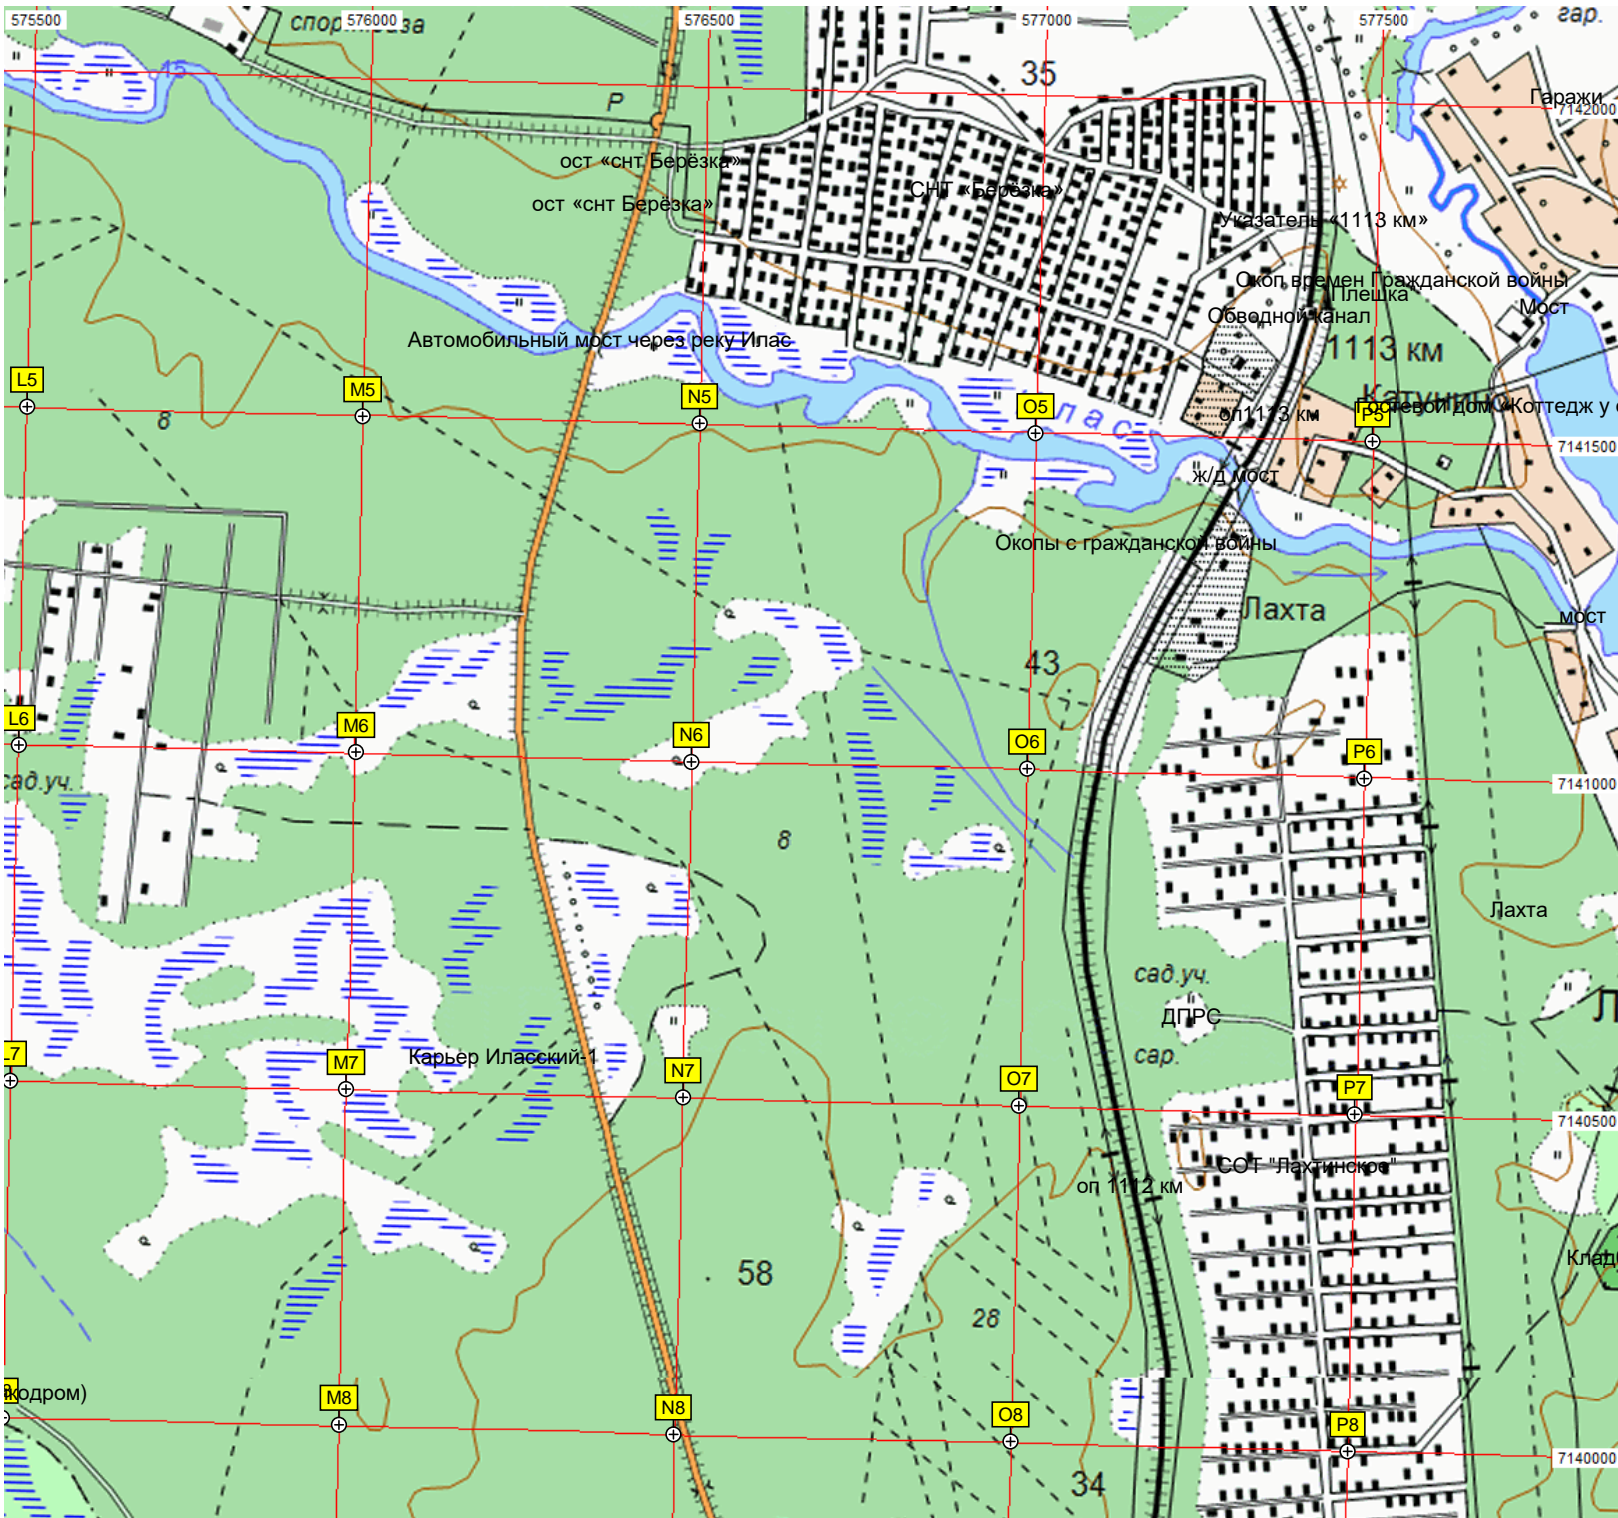 575500
576000
576500
577000
577500
гар.
15
35
Р
Гаражи
7142000
ост «снт Берёзка»
СНТ «Берёзка»
ост «снт Берёзка»
Указатель «1113 км»
Окоп времен Гражданской войны
Плешка
Мост
Обводной канал
Автомобильный мост через реку Илас
1113 км
L5
M5
N5
O5
P5
Гостевой дом «Коттедж у
8
оп1113 км
7141500
ж/д мост
Окопы с гражданской войны
Лахта
мост
43
L6
M6
N6
O6
P6
сад.уч.
7141000
8
Лахта
сад.уч.
ДПРС
Л
сар.
Карьер Иласский-1
L7
M7
N7
O7
P7
7140500
СОТ "Лахтинское"
оп 1112 км
58
28
M8
N8
O8
P8
7140000
34